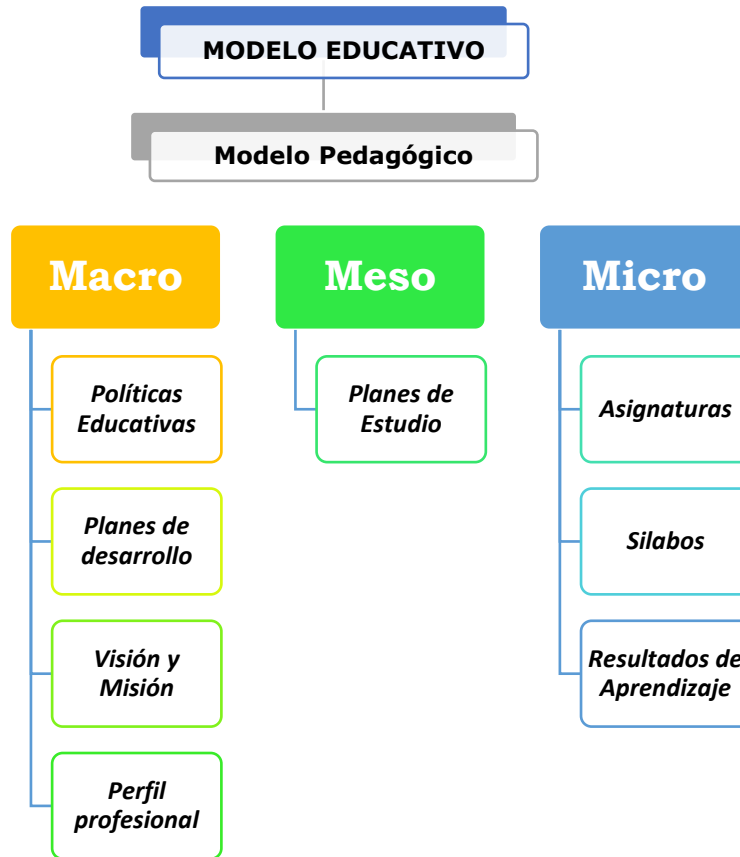 MODELO EDUCATIVO
Modelo Pedagógico
Macro
Políticas
Educativas
Planes de
desarrollo
Visión y
Misión
Perfil
profesional
Meso
Planes de
Estudio
Micro
Asignaturas
Silabos
Resultados de
Aprendizaje